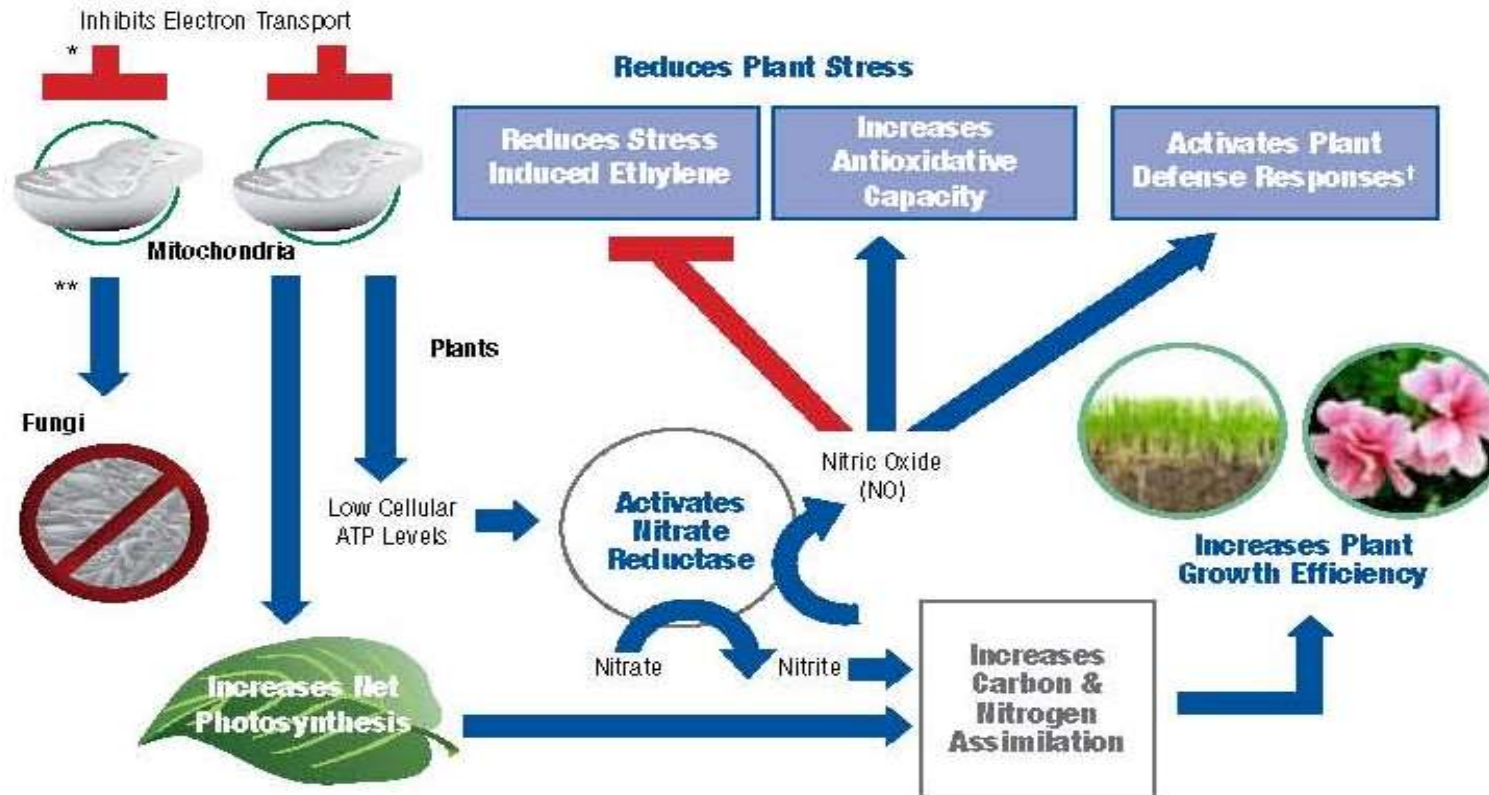 Inhibits Electron Transport
*
Reduces Plant Stress
Reduces Stress
Induced Ethylene
Increases
Antioxidative
Capacity
Activates Plant
Defense Responses†
Mitochondria
**
Plants
Fungi
Nitric Oxide
(NO)
Low Cellular
ATP Levels
Activates
Nitrate
Reductase
Increases Plant
Growth Efficiency
Nitrate
Nitrite
Increases Net
Photosynthesis
Increases
Carbon &
Nitrogen
Assimilation